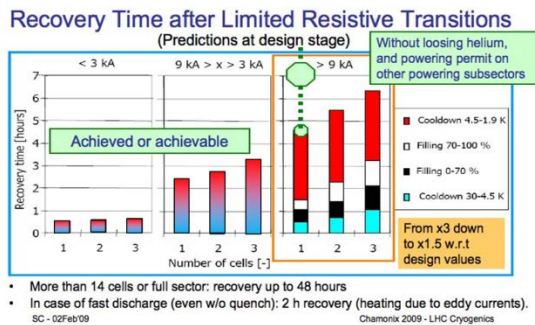 Recovery Time after Limited Resistive Transitions
(Predictions at design stage)
Without loosing helium,
and powering permit on
other powering subsectors
< 3 kA
9 kA > x > 3 kA
> 9 kA
Recovery time [hours]
7
6
5
4
3
2
1
0
Achieved or achievable
1 2 3
1 2 3
1 2 3
Number of cells [-]
Cooldown 4.5-1.9 K
Filling 70-100 %
Filling 0-70 %
Cooldown 30-4.5 K
From x3 down
to x1.5 w.r.t
design values
• More than 14 cells or full sector: recovery up to 48 hours
• In case of fast discharge (even w/o quench): 2 h recovery (heating due to eddy currents).
SC - 02Feb'09
Chamonix 2009 - LHC Cryogenics